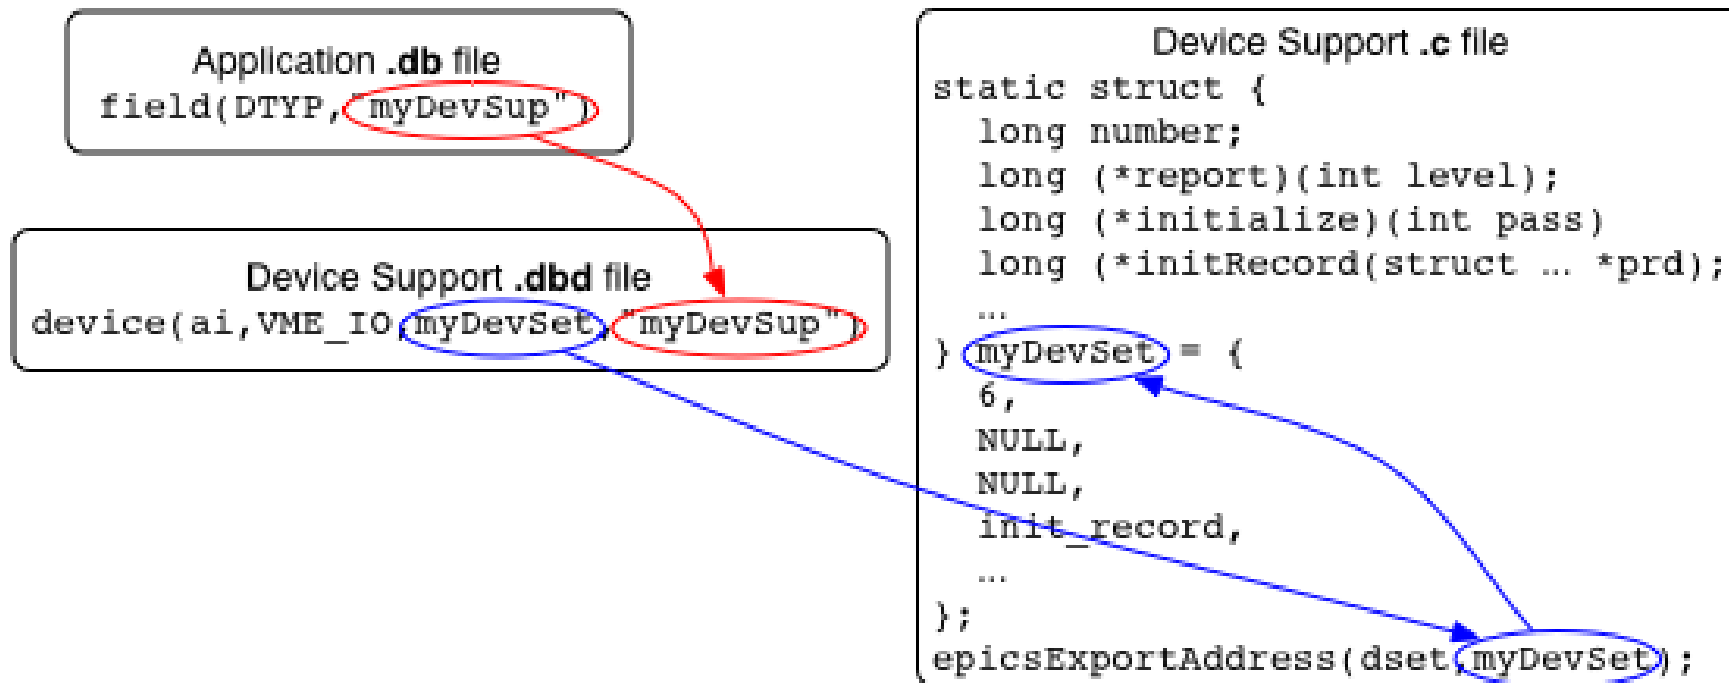 Application .db file
field(DTYP,"myDevSup")
Device Support .dbd file
device(ai,VME_IO,myDevSet,"myDevSup")
Device Support .c file
static struct {
long number;
long (*report)(int level);
long (*initialize)(int pass)
long (*initRecord(struct … *prd);
…
} myDevSet = {
6,
NULL,
NULL,
init_record,
…
};
epicsExportAddress(dset,myDevSet);